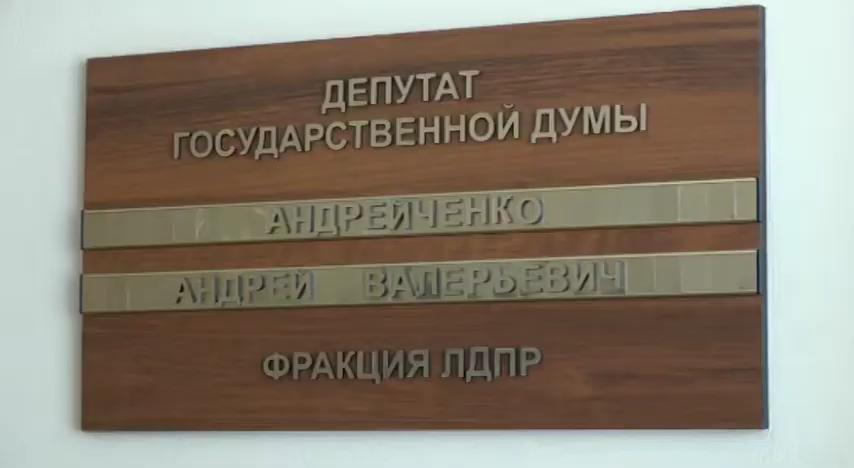 ДЕПУТАТ
ГОСУДАРСТВЕННОЙ ДУМЫ
АНДРЕЙЧЕНКО
АНДРЕЙ ВАЛЕРЬЕВИЧ
ФРАКЦИЯ ЛДПР